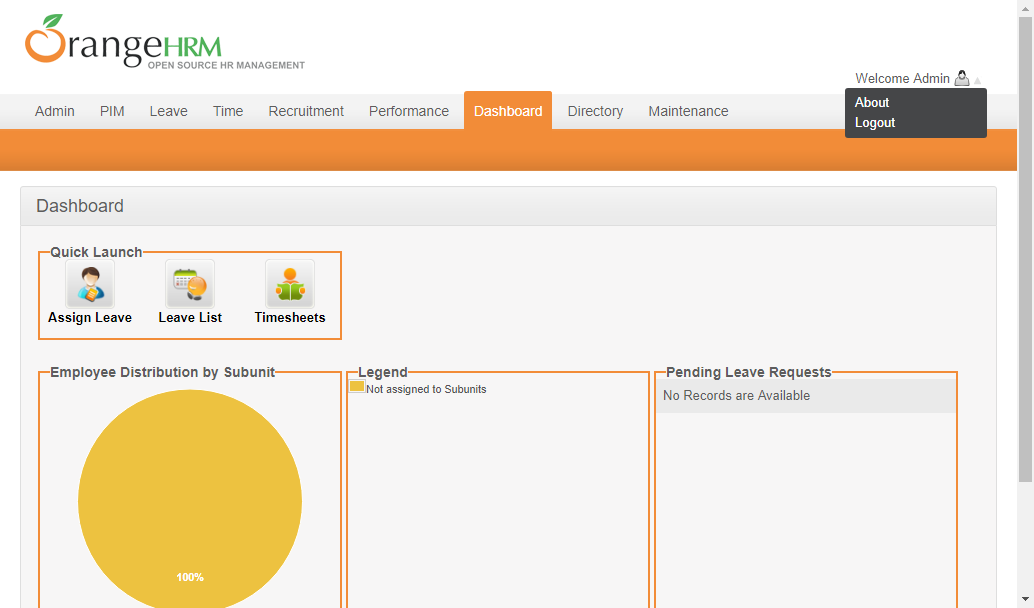 OrangeHRM
OPEN SOURCE HR MANAGEMENT
Welcome Admin
About
Logout
Admin PIM Leave Time Recruitment Performance Dashboard Directory Maintenance
Dashboard
Quick Launch
Assign Leave Leave List Timesheets
Employee Distribution by Subunit
100%
Legend
Not assigned to Subunits
Pending Leave Requests
No Records are Available